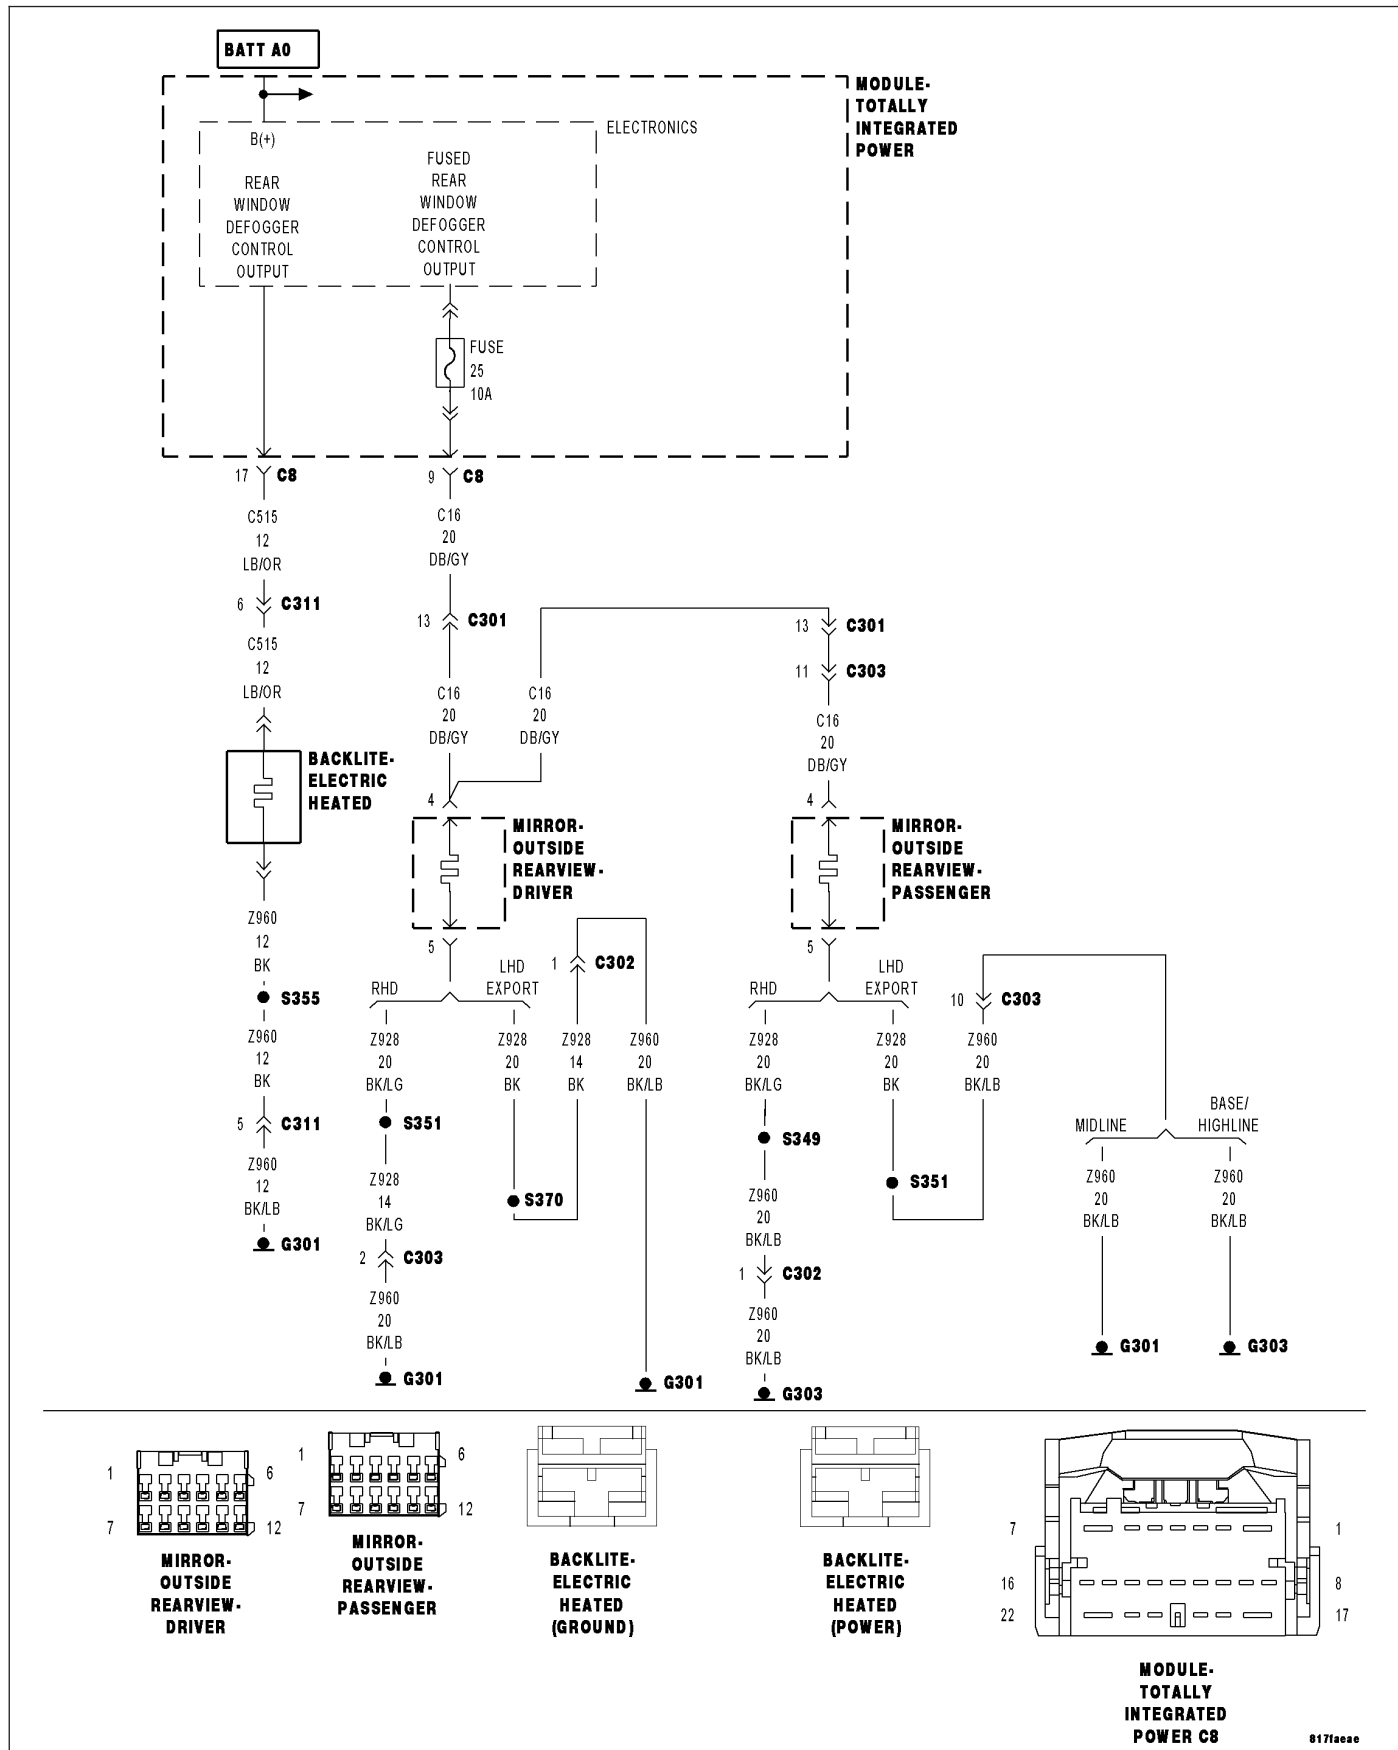 BATT A0
MODULE-
TOTALLY
INTEGRATED
POWER
ELECTRONICS
B(+)
REAR
WINDOW
DEFOGGER
CONTROL
OUTPUT
FUSED
REAR
WINDOW
DEFOGGER
CONTROL
OUTPUT
FUSE
25
10A
17 C8
9 C8
C515
12
LB/OR
C16
20
DB/GY
6 C311
13 C301
13 C301
11 C303
C515
12
LB/OR
C16
20
DB/GY
C16
20
DB/GY
C16
20
DB/GY
BACKLITE-
ELECTRIC
HEATED
4
MIRROR-
OUTSIDE
REARVIEW-
DRIVER
5
4
MIRROR-
OUTSIDE
REARVIEW-
PASSENGER
5
Z960
12
BK
S355
Z960
12
BK
5 C311
Z960
12
BK/LB
G301
RHD
LHD
EXPORT
1 C302
Z928
20
BK/LG
S351
Z928
14
BK/LG
2 C303
Z960
20
BK/LB
G301
Z928
20
BK
S370
Z928
14
BK
Z960
20
BK/LB
G301
RHD
LHD
EXPORT
10 C303
Z928
20
BK/LG
S349
Z960
20
BK/LB
1 C302
Z960
20
BK/LB
G303
Z928
20
BK
S351
Z960
20
BK/LB
MIDLINE
BASE/
HIGHLINE
Z960
20
BK/LB
G301
Z960
20
BK/LB
G303
1 6
7 12
MIRROR-
OUTSIDE
REARVIEW-
DRIVER
1 6
7 12
MIRROR-
OUTSIDE
REARVIEW-
PASSENGER
BACKLITE-
ELECTRIC
HEATED
(GROUND)
BACKLITE-
ELECTRIC
HEATED
(POWER)
7 1
16 8
22 17
MODULE-
TOTALLY
INTEGRATED
POWER C8
817faeae